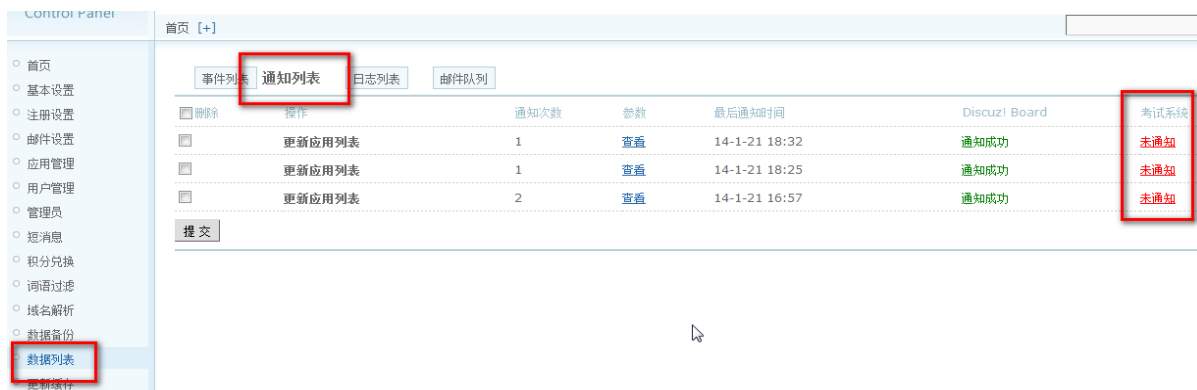 Control Panel
首页 [+]
首页
基本设置
注册设置
邮件设置
应用管理
用户管理
管理员
短消息
积分兑换
词语过滤
域名解析
数据备份
数据列表
更新缓存
事件列表 通知列表 日志列表 邮件队列
删除 操作 通知次数 参数 最后通知时间 Discuz! Board 考试系统
更新应用列表 1 查看 14-1-21 18:32 通知成功 未通知
更新应用列表 1 查看 14-1-21 18:25 通知成功 未通知
更新应用列表 2 查看 14-1-21 16:57 通知成功 未通知
提 交